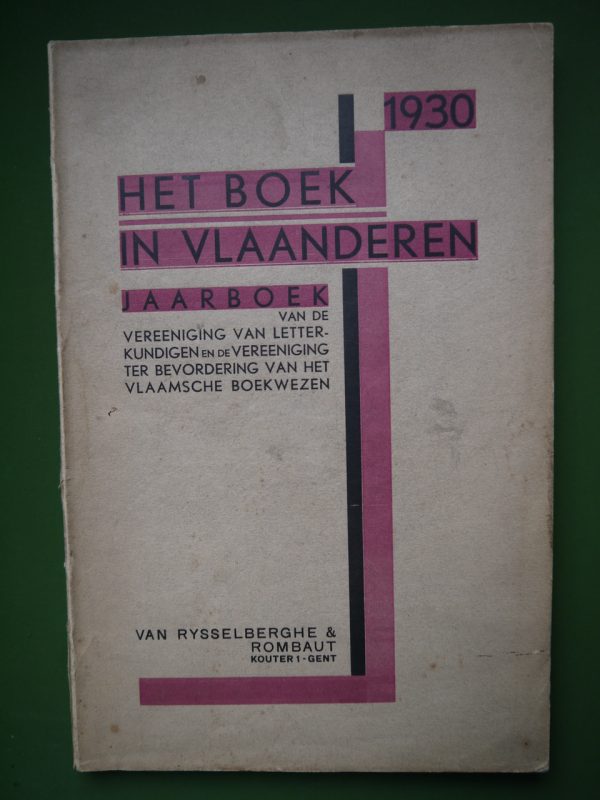 1930
HET BOEK
IN VLAANDEREN
JAARBOEK
VAN DE
VEREENIGING VAN LETTER-
KUNDIGEN EN DE VEREENIGING
TER BEVORDERING VAN HET
VLAAMSCHE BOEKWEZEN
VAN RYSSELBERGHE &
ROMBAUT
KOUTER 1 - GENT